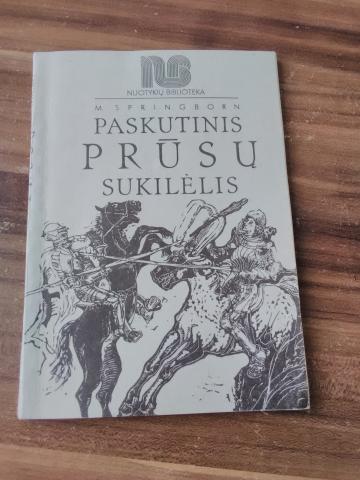 NB
NUOTYKIŲ BIBLIOTEKA
M. SPRINGBORN
PASKUTINIS
PRŪSŲ
SUKILĖLIS